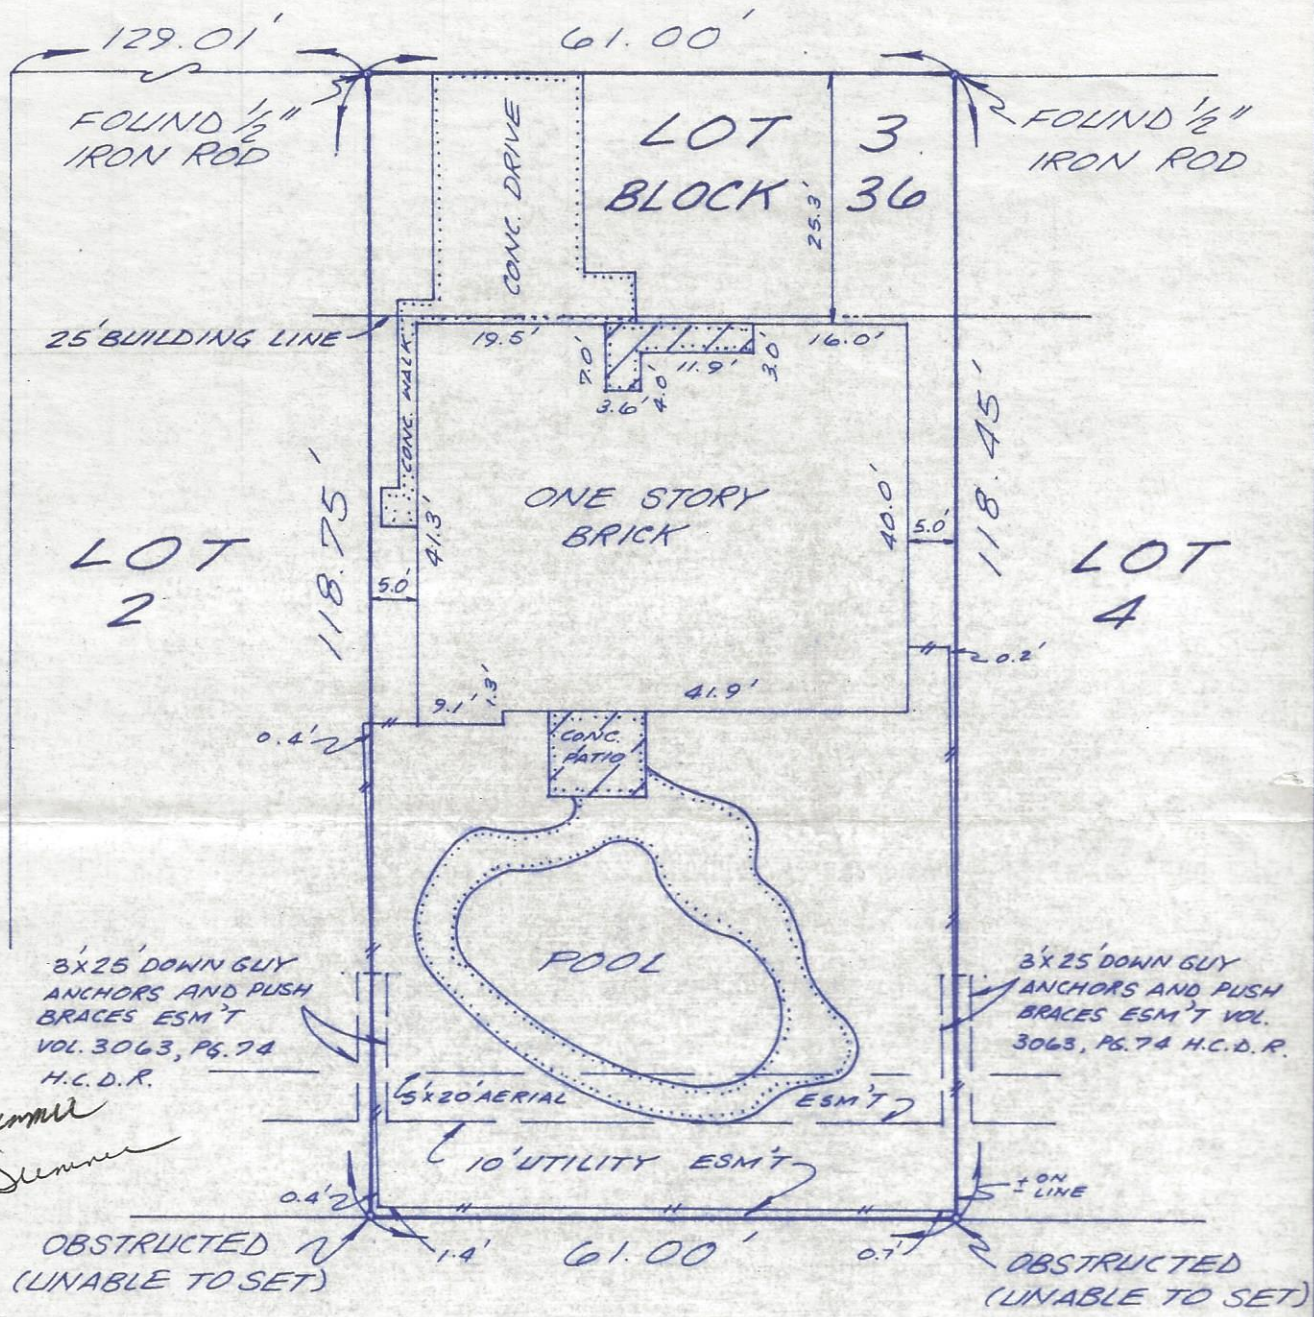 129.01'
61.00'
FOUND 1/2"
IRON ROD
CONC. DRIVE
LOT 3
BLOCK 36
25.3'
FOUND 1/2"
IRON ROD
25' BUILDING LINE
19.5'
7.0'
11.9'
3.0'
16.0'
3.6'
4.0'
CONC. WALK
118.75'
41.3'
ONE STORY
BRICK
40.0'
5.0'
118.45'
LOT
2
5.0'
LOT
4
0.2'
9.1'
1.3'
41.9'
0.4'
CONC.
PATIO
POOL
3'X25' DOWN GUY
ANCHORS AND PUSH
BRACES ESM'T
VOL. 3063, PG. 74
H.C.D.R.
3'X25' DOWN GUY
ANCHORS AND PUSH
BRACES ESM'T VOL.
3063, PG. 74 H.C.D.R.
5'X20' AERIAL ESM'T
10' UTILITY ESM'T
0.4'
± ON
LINE
OBSTRUCTED
(UNABLE TO SET)
1.4'
61.00'
0.7'
OBSTRUCTED
(UNABLE TO SET)